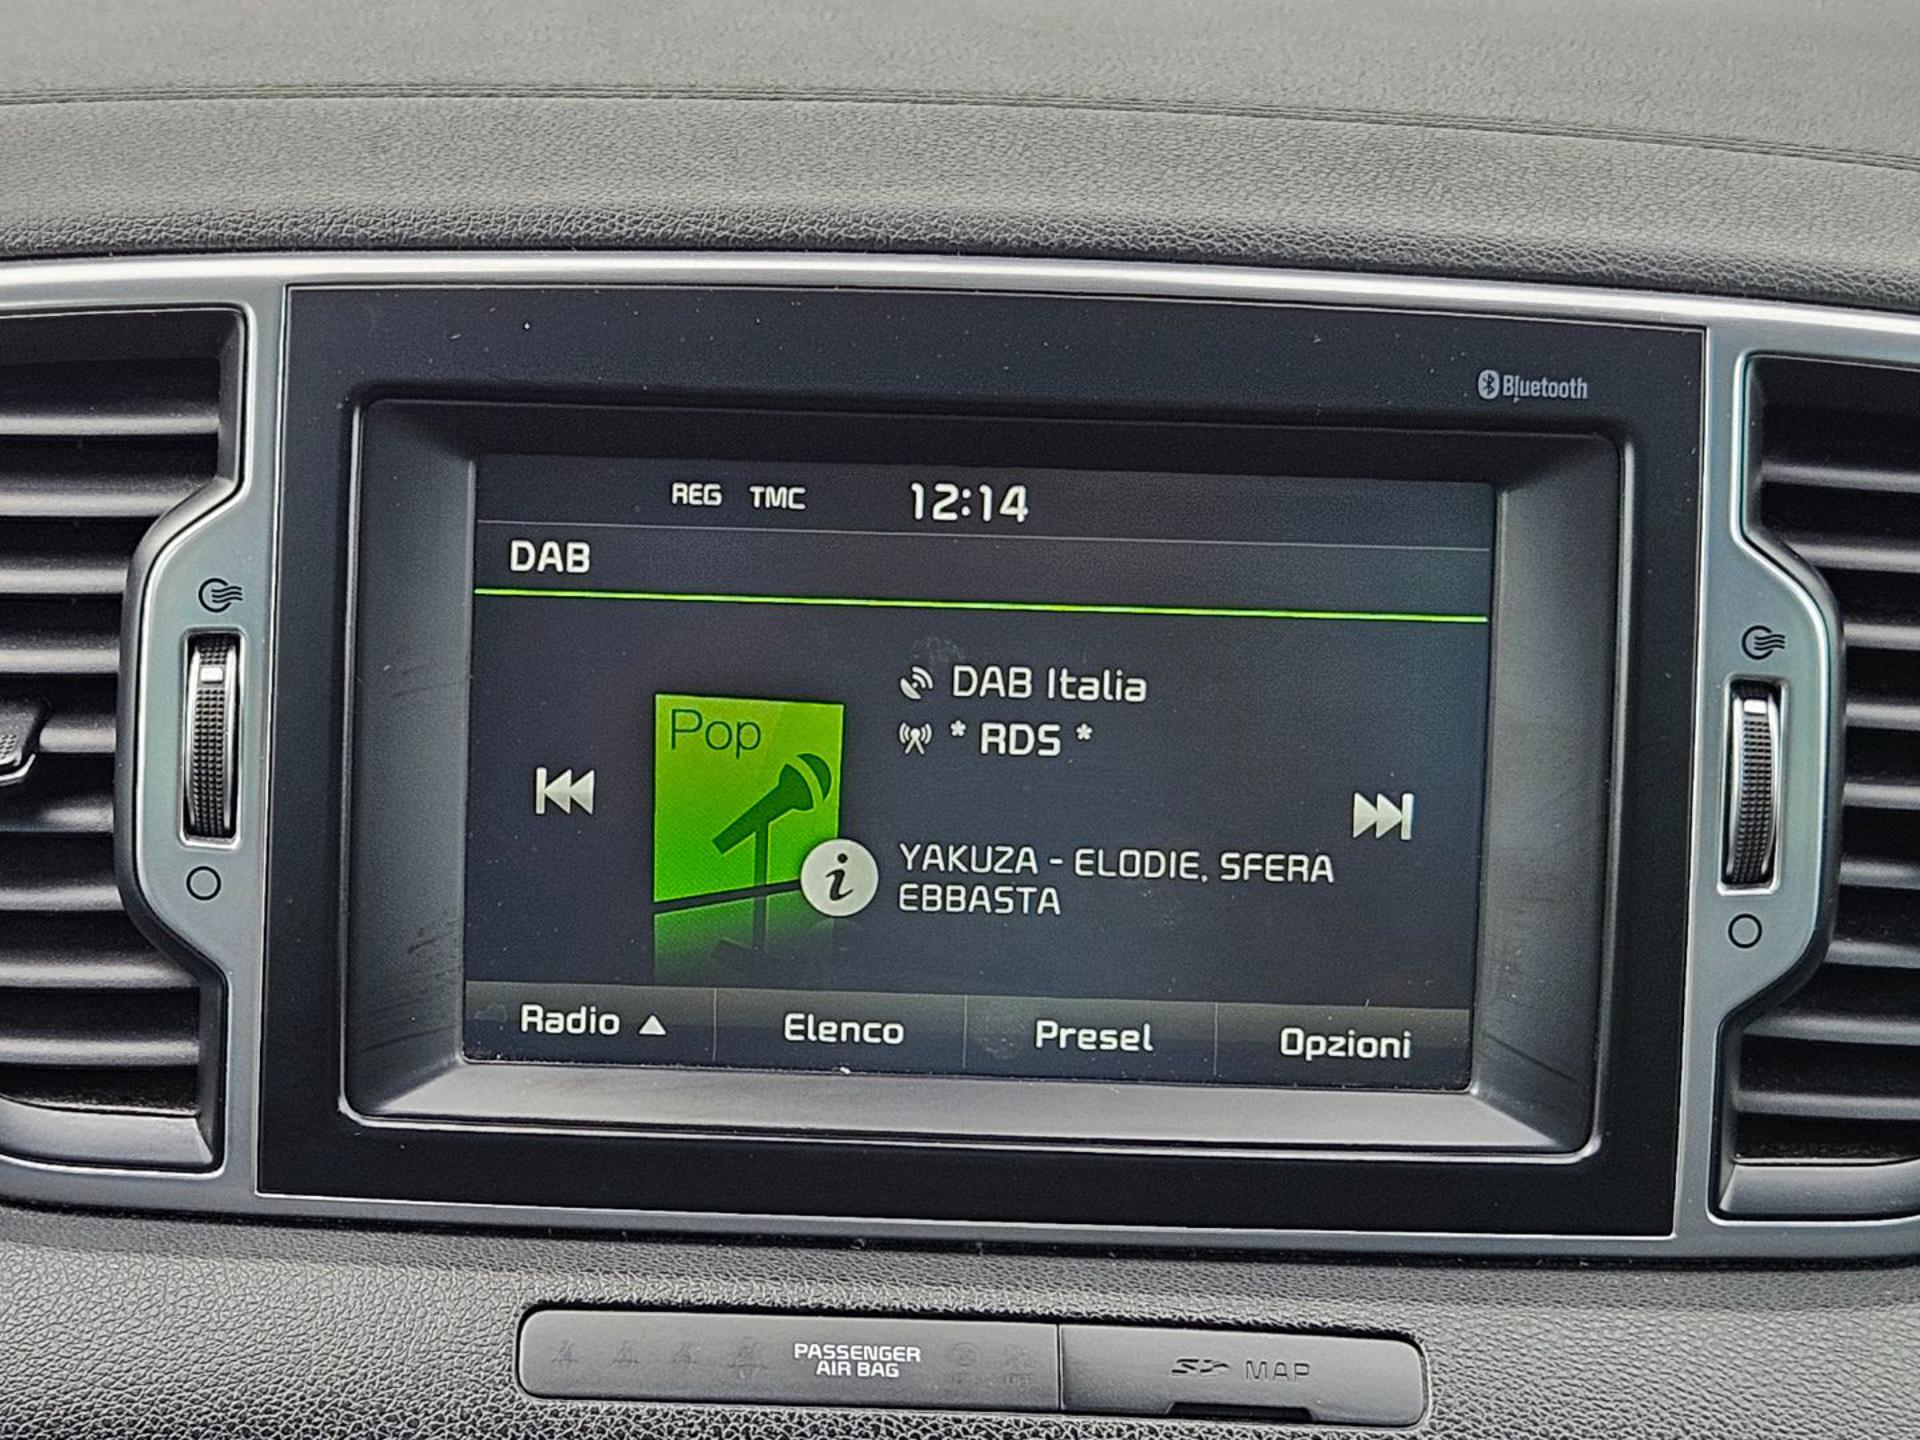 Bluetooth
REG TMC 12:14
DAB
DAB Italia
* RDS *
Pop
i
YAKUZA - ELODIE, SFERA
EBBASTA
Radio ▲ Elenco Presel Opzioni
PASSENGER
AIR BAG
SD MAP